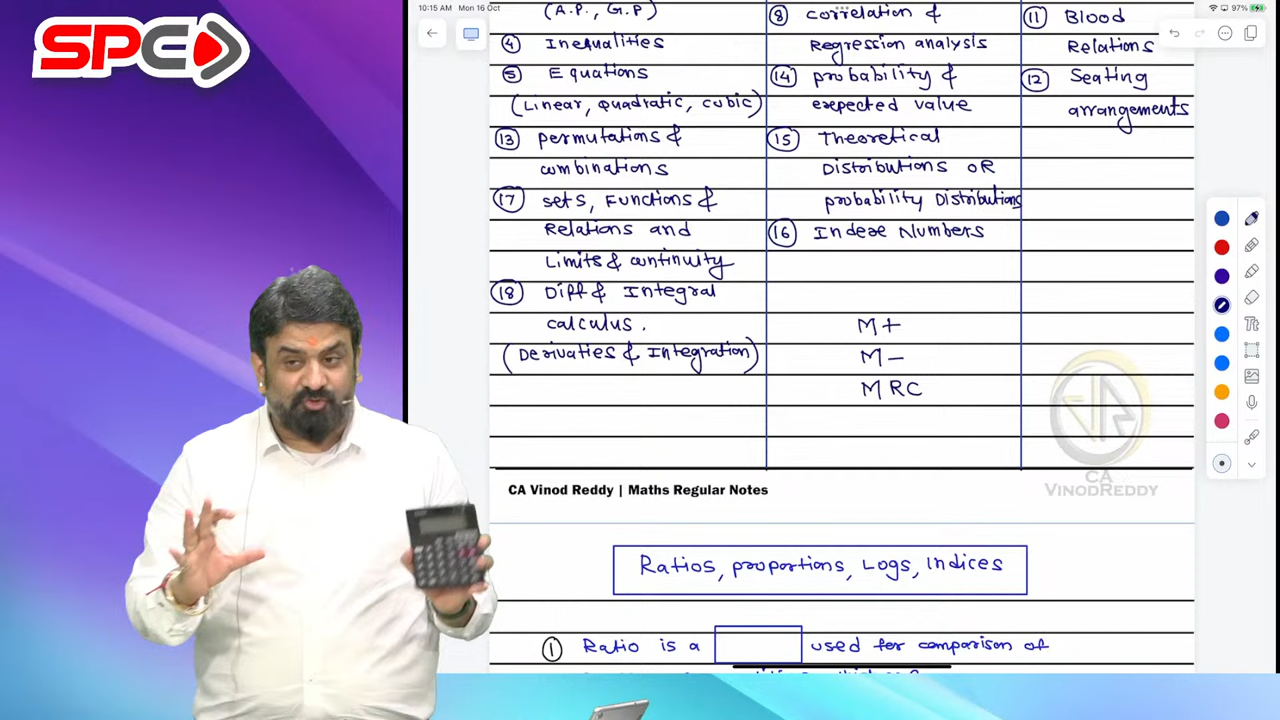 10:15 AM Mon 16 Oct
97%
SPC
(A.P., G.P)
④ Inequalities
⑤ Equations
(Linear, quadratic, cubic)
⑬ permutations &
combinations
⑰ sets, Functions &
Relations and
Limits & continuity
⑱ Diff & Integral
calculus.
(Derivaties & Integration)
⑧ correlation &
Regression analysis
⑭ probability &
expected value
⑮ Theoretical
Distributions OR
probability Distributions
⑯ Index Numbers
M+
M-
MRC
⑪ Blood
Relations
⑫ Seating
arrangements
Tt
CA
VINODREDDY
CA Vinod Reddy | Maths Regular Notes
Ratios, proportions, Logs, Indices
① Ratio is a used for comparison of